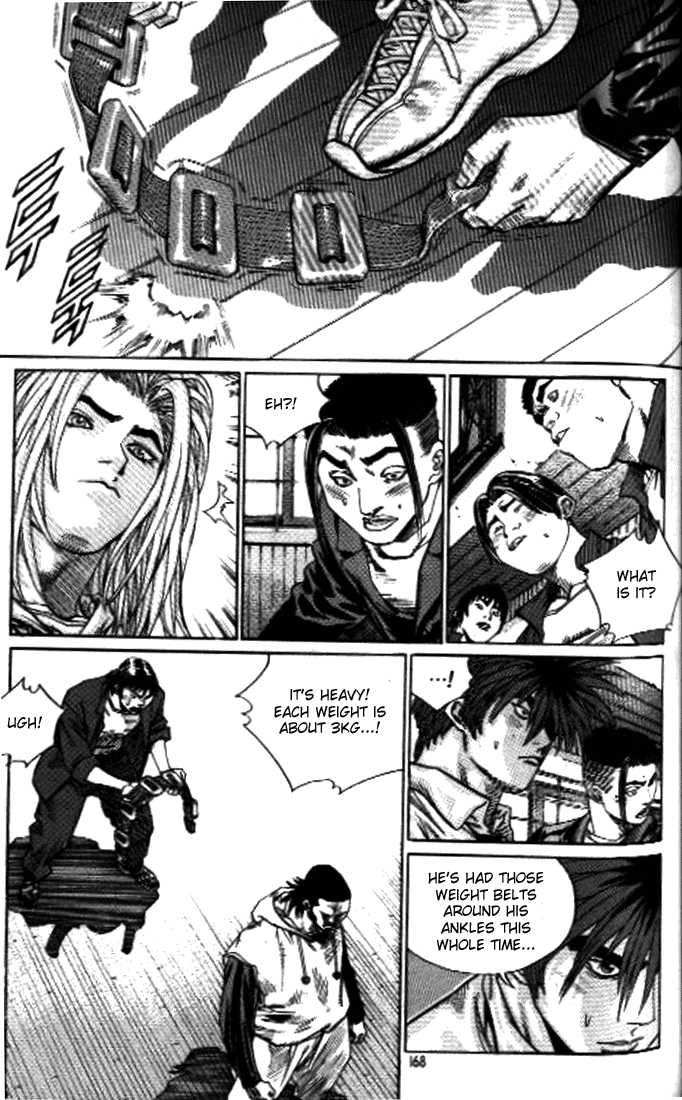 EH?!
WHAT
IS IT?
UGH!
IT'S HEAVY!
EACH WEIGHT IS
ABOUT 3KG...!
...!
HE'S HAD THOSE
WEIGHT BELTS
AROUND HIS
ANKLES THIS
WHOLE TIME...
168